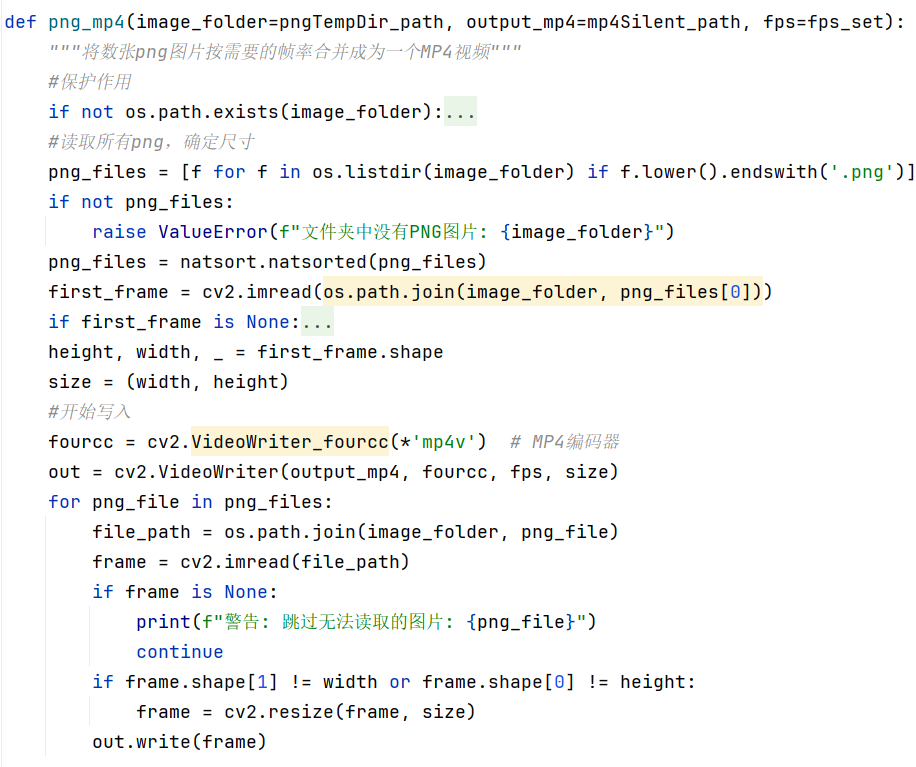 def png_mp4(image_folder=pngTempDir_path, output_mp4=mp4Silent_path, fps=fps_set):
    """将数张png图片按需要的帧率合并成为一个MP4视频"""
    #保护作用
    if not os.path.exists(image_folder):...
    #读取所有png，确定尺寸
    png_files = [f for f in os.listdir(image_folder) if f.lower().endswith('.png')]
    if not png_files:
        raise ValueError(f"文件夹中没有PNG图片: {image_folder}")
    png_files = natsort.natsorted(png_files)
    first_frame = cv2.imread(os.path.join(image_folder, png_files[0]))
    if first_frame is None:...
    height, width, _ = first_frame.shape
    size = (width, height)
    #开始写入
    fourcc = cv2.VideoWriter_fourcc(*'mp4v')  # MP4编码器
    out = cv2.VideoWriter(output_mp4, fourcc, fps, size)
    for png_file in png_files:
        file_path = os.path.join(image_folder, png_file)
        frame = cv2.imread(file_path)
        if frame is None:
            print(f"警告: 跳过无法读取的图片: {png_file}")
            continue
        if frame.shape[1] != width or frame.shape[0] != height:
            frame = cv2.resize(frame, size)
        out.write(frame)